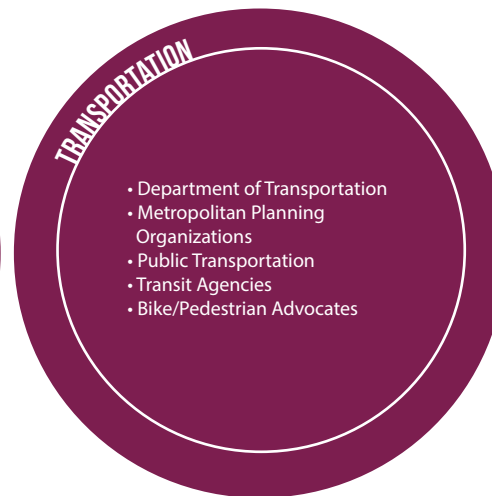 TRANSPORTATION
• Department of Transportation
• Metropolitan Planning
Organizations
• Public Transportation
• Transit Agencies
• Bike/Pedestrian Advocates